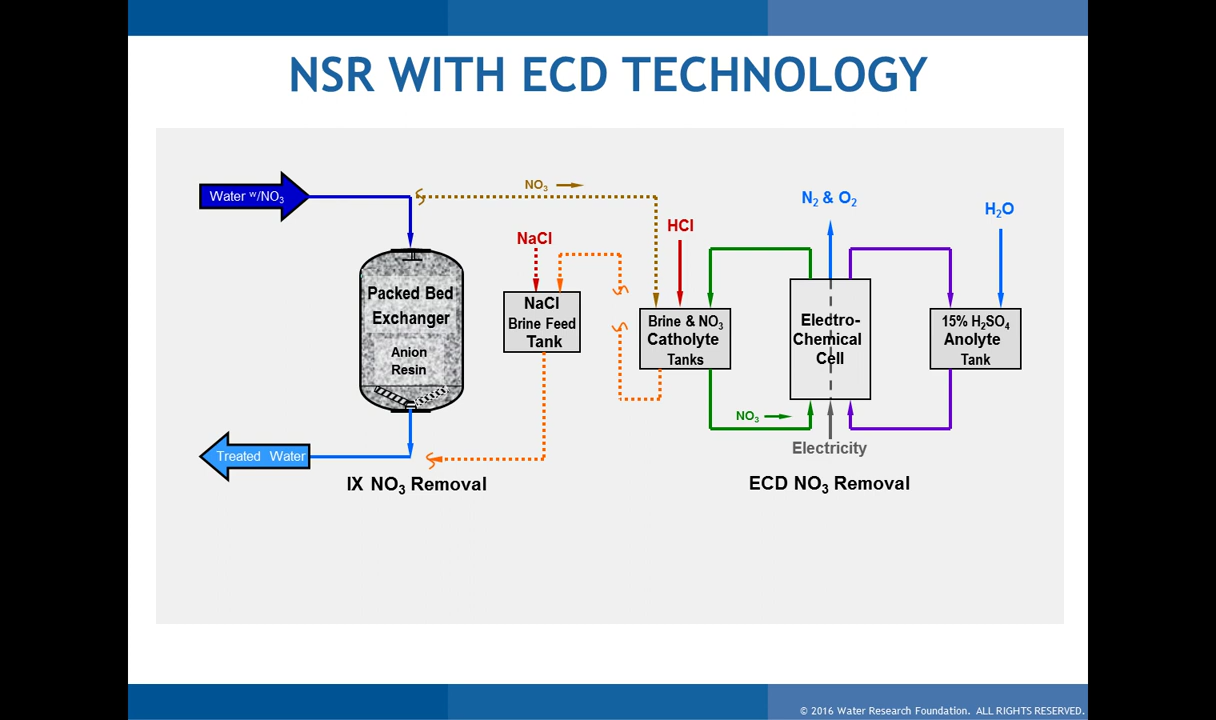 NSR WITH ECD TECHNOLOGY
Water w/NO3
NO3
N2 & O2
H2O
HCl
NaCl
Packed Bed
Exchanger
Anion
Resin
NaCl
Brine Feed
Tank
Brine & NO3
Catholyte
Tanks
Electro-
Chemical
Cell
15% H2SO4
Anolyte
Tank
NO3
Electricity
Treated Water
IX NO3 Removal
ECD NO3 Removal
© 2016 Water Research Foundation. ALL RIGHTS RESERVED.